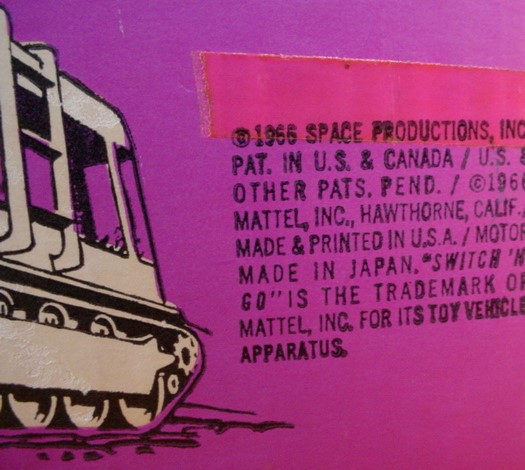 ©1966 SPACE PRODUCTIONS, INC
PAT. IN U.S. & CANADA / U.S. &
OTHER PATS. PEND. / ©1966
MATTEL, INC., HAWTHORNE, CALIF.
MADE & PRINTED IN U.S.A. / MOTOR
MADE IN JAPAN. "SWITCH 'N
GO" IS THE TRADEMARK OF
MATTEL, INC. FOR ITS TOY VEHICLE
APPARATUS.